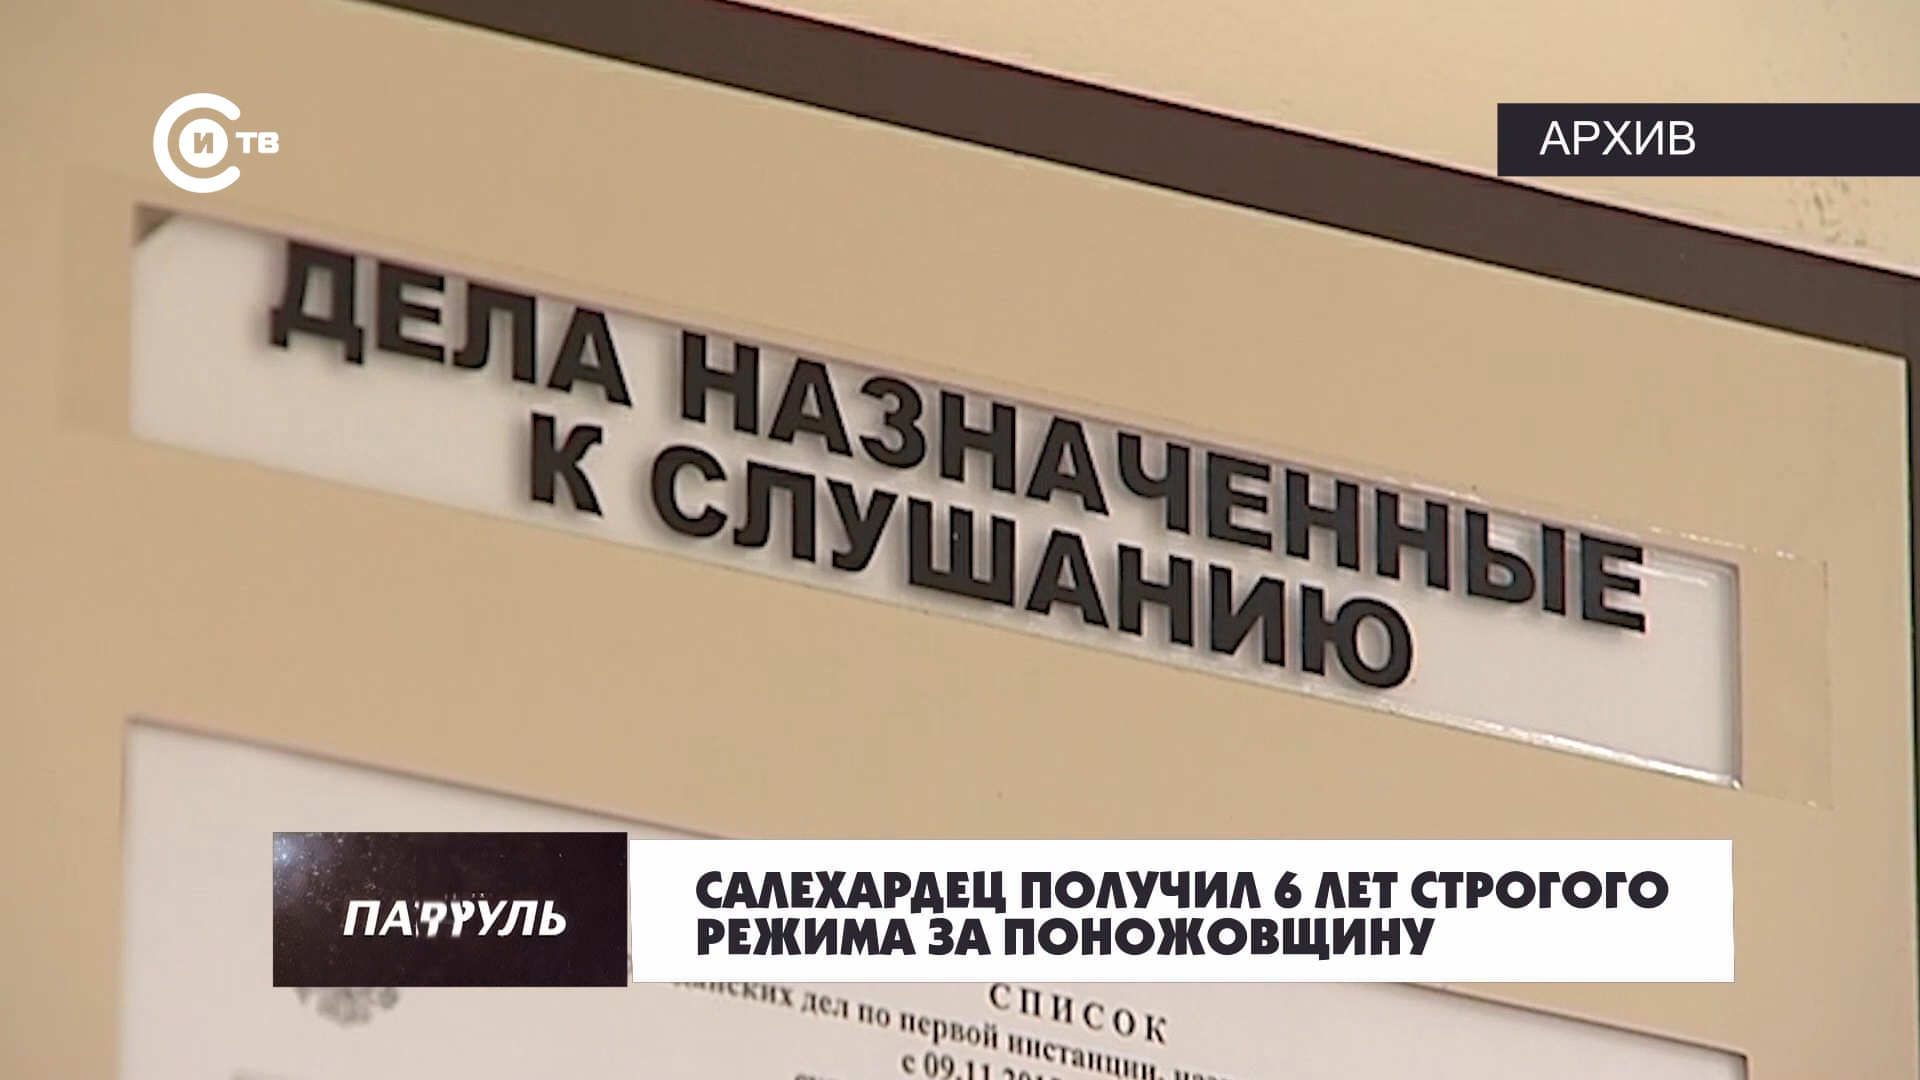 СИТВ
АРХИВ
ДЕЛА НАЗНАЧЕННЫЕ
К СЛУШАНИЮ
ПАТРУЛЬ
САЛЕХАРДЕЦ ПОЛУЧИЛ 6 ЛЕТ СТРОГОГО
РЕЖИМА ЗА ПОНОЖОВЩИНУ
СПИСОК
дел по первой инстанции,
с 09.11